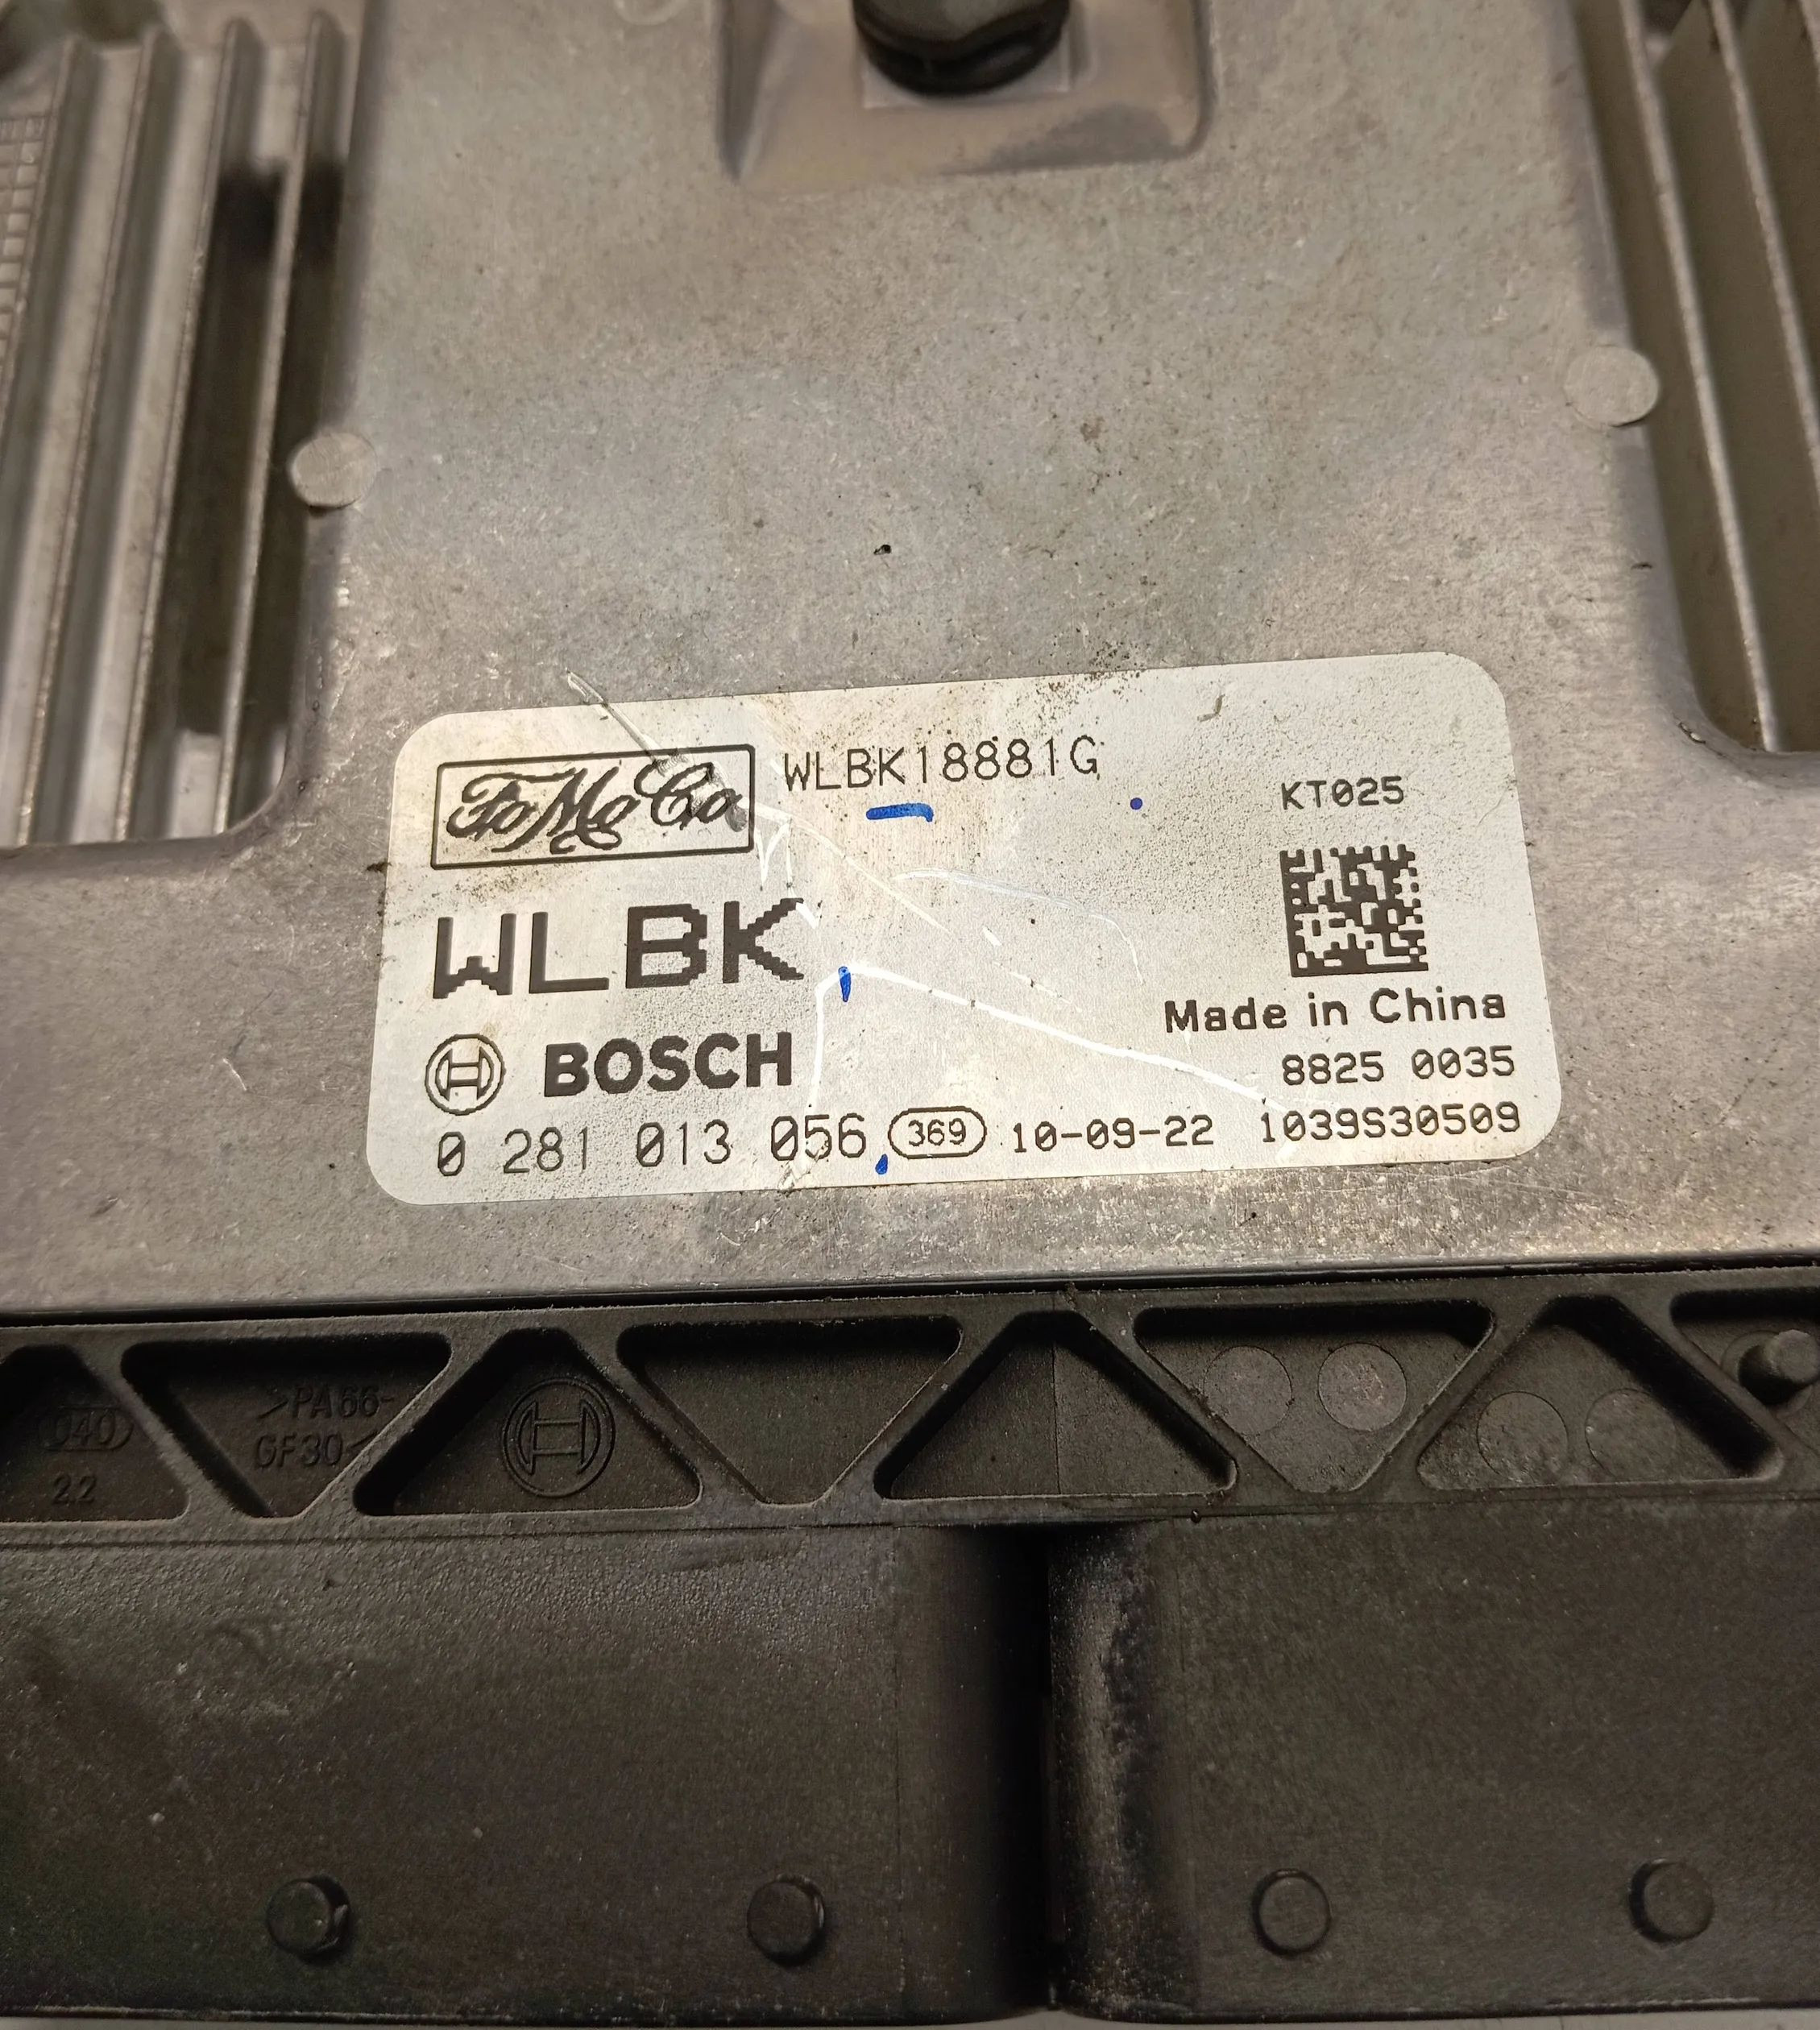 FoMoCo WLBK18881G
KT025
WLBK
Made in China
BOSCH
8825 0035
0 281 013 056 369 10-09-22 1039S30509
040
22
>PA66-
GF30<